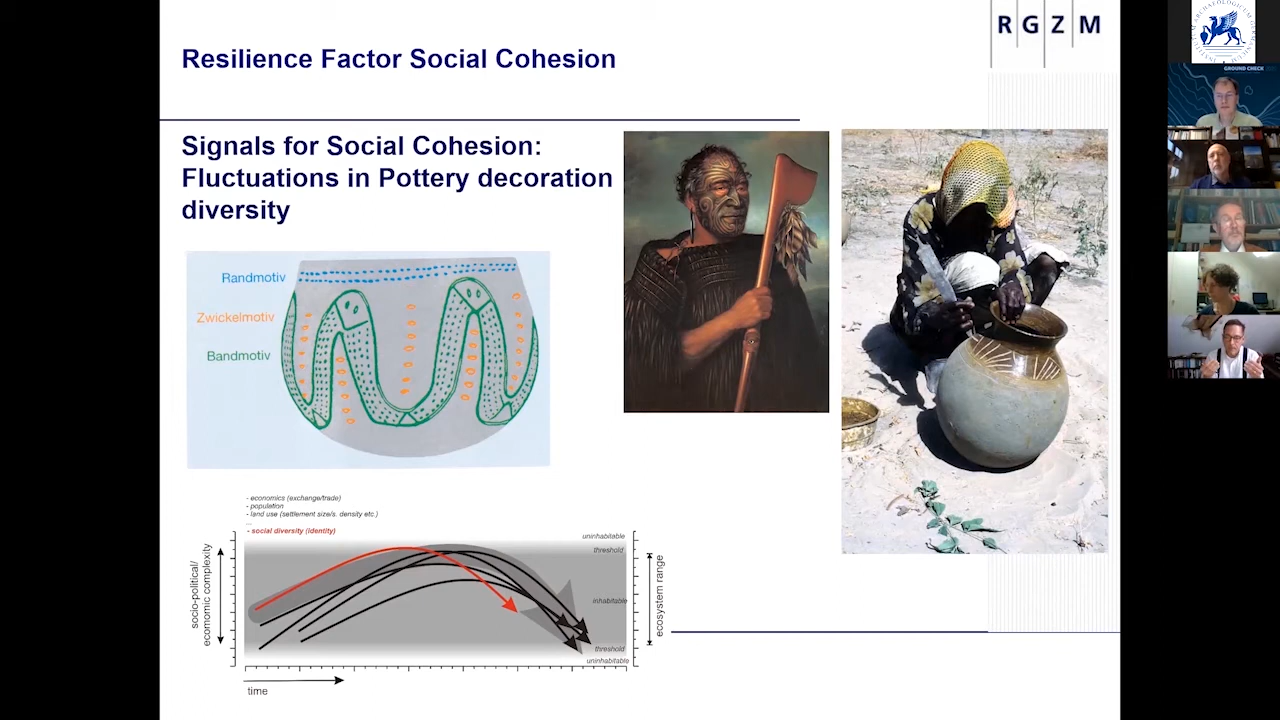 Resilience Factor Social Cohesion
RGZM
Signals for Social Cohesion:
Fluctuations in Pottery decoration
diversity
Randmotiv
Zwickelmotiv
Bandmotiv
- economics (exchange/trade)
- population
- land use (settlement size/s. density etc.)
...
- social diversity (identity)
socio-political/
ecomomic complexity
uninhabitable
threshold
inhabitable
threshold
uninhabitable
ecosystem range
time
GROUND CHECK